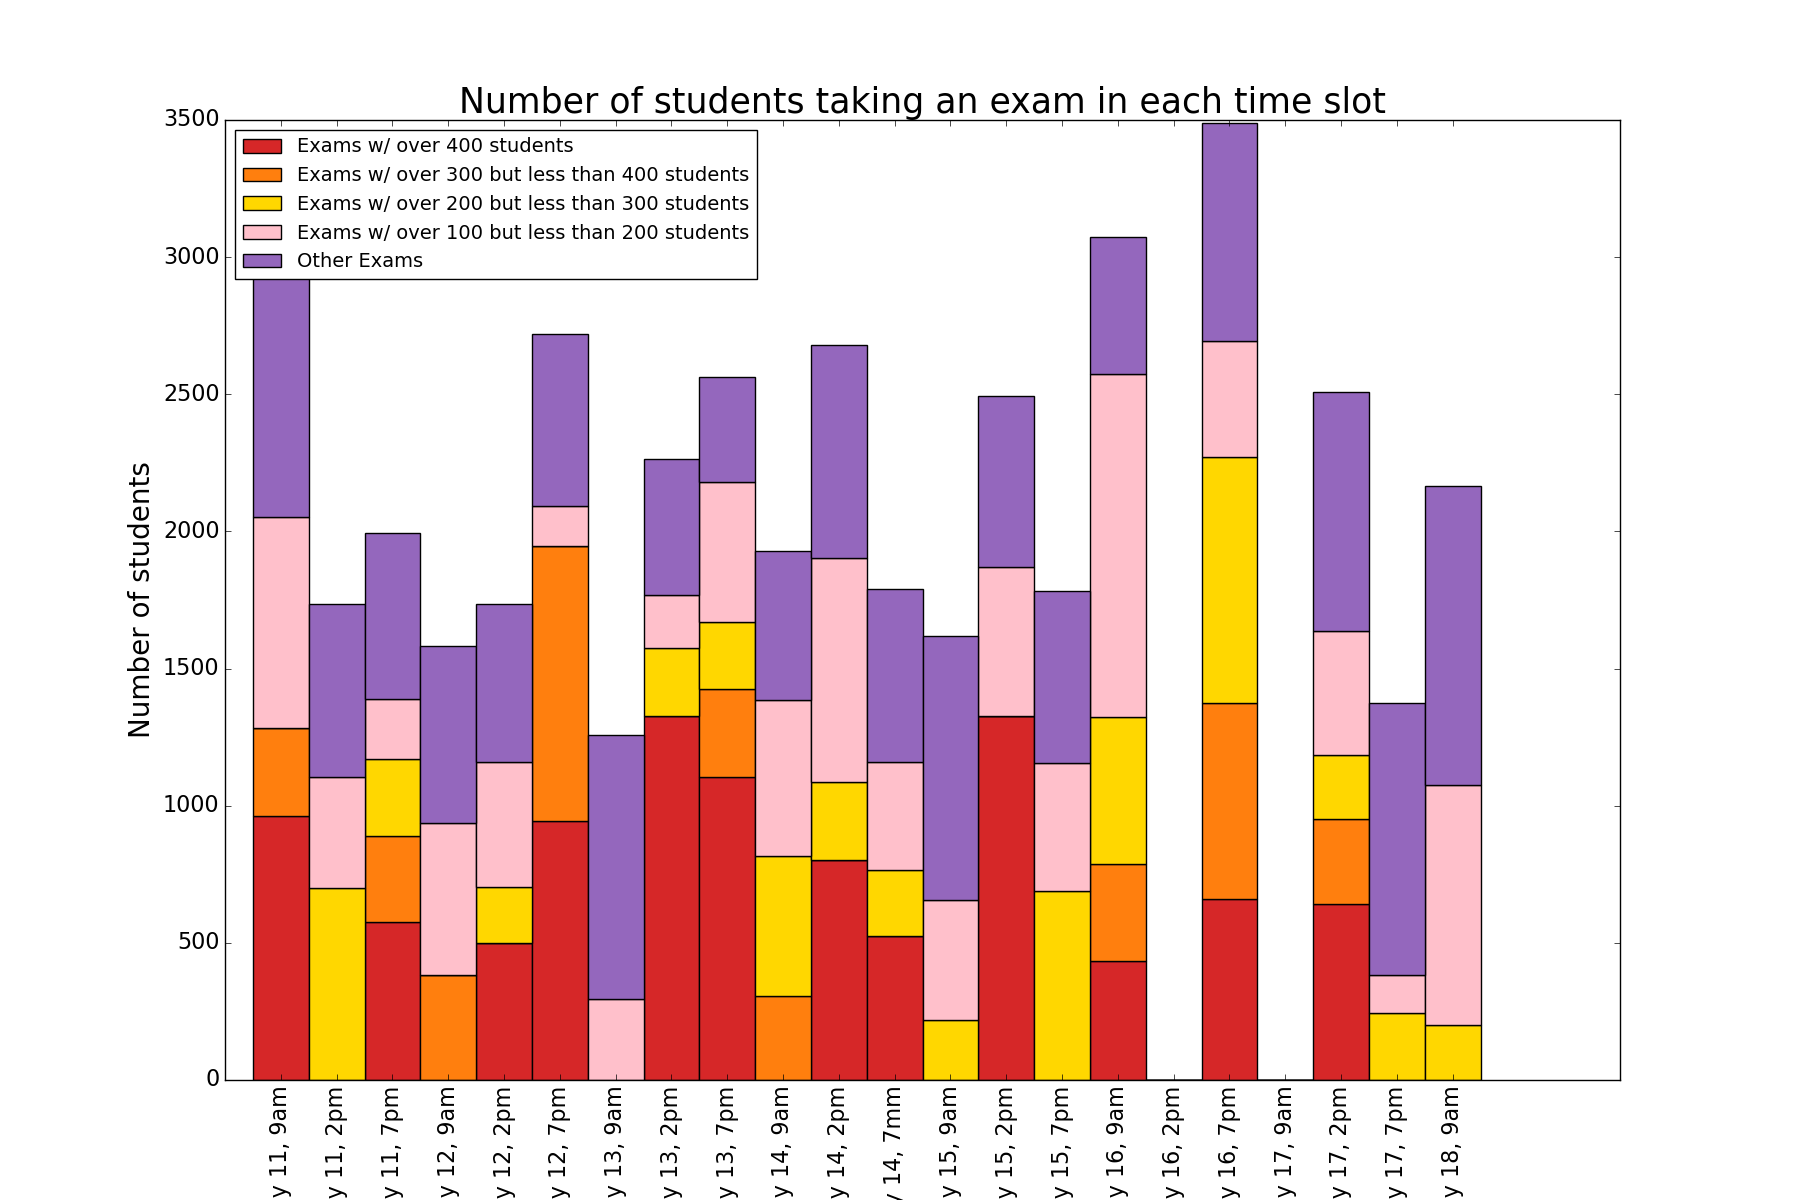 Number of students taking an exam in each time slot
3500
3000
2500
2000
1500
1000
500
0
Number of students
Exams w/ over 400 students
Exams w/ over 300 but less than 400 students
Exams w/ over 200 but less than 300 students
Exams w/ over 100 but less than 200 students
Other Exams
y 11, 9am
y 11, 2pm
y 11, 7pm
y 12, 9am
y 12, 2pm
y 12, 7pm
y 13, 9am
y 13, 2pm
y 13, 7pm
y 14, 9am
y 14, 2pm
y 14, 7mm
y 15, 9am
y 15, 2pm
y 15, 7pm
y 16, 9am
y 16, 2pm
y 16, 7pm
y 17, 9am
y 17, 2pm
y 17, 7pm
y 18, 9am